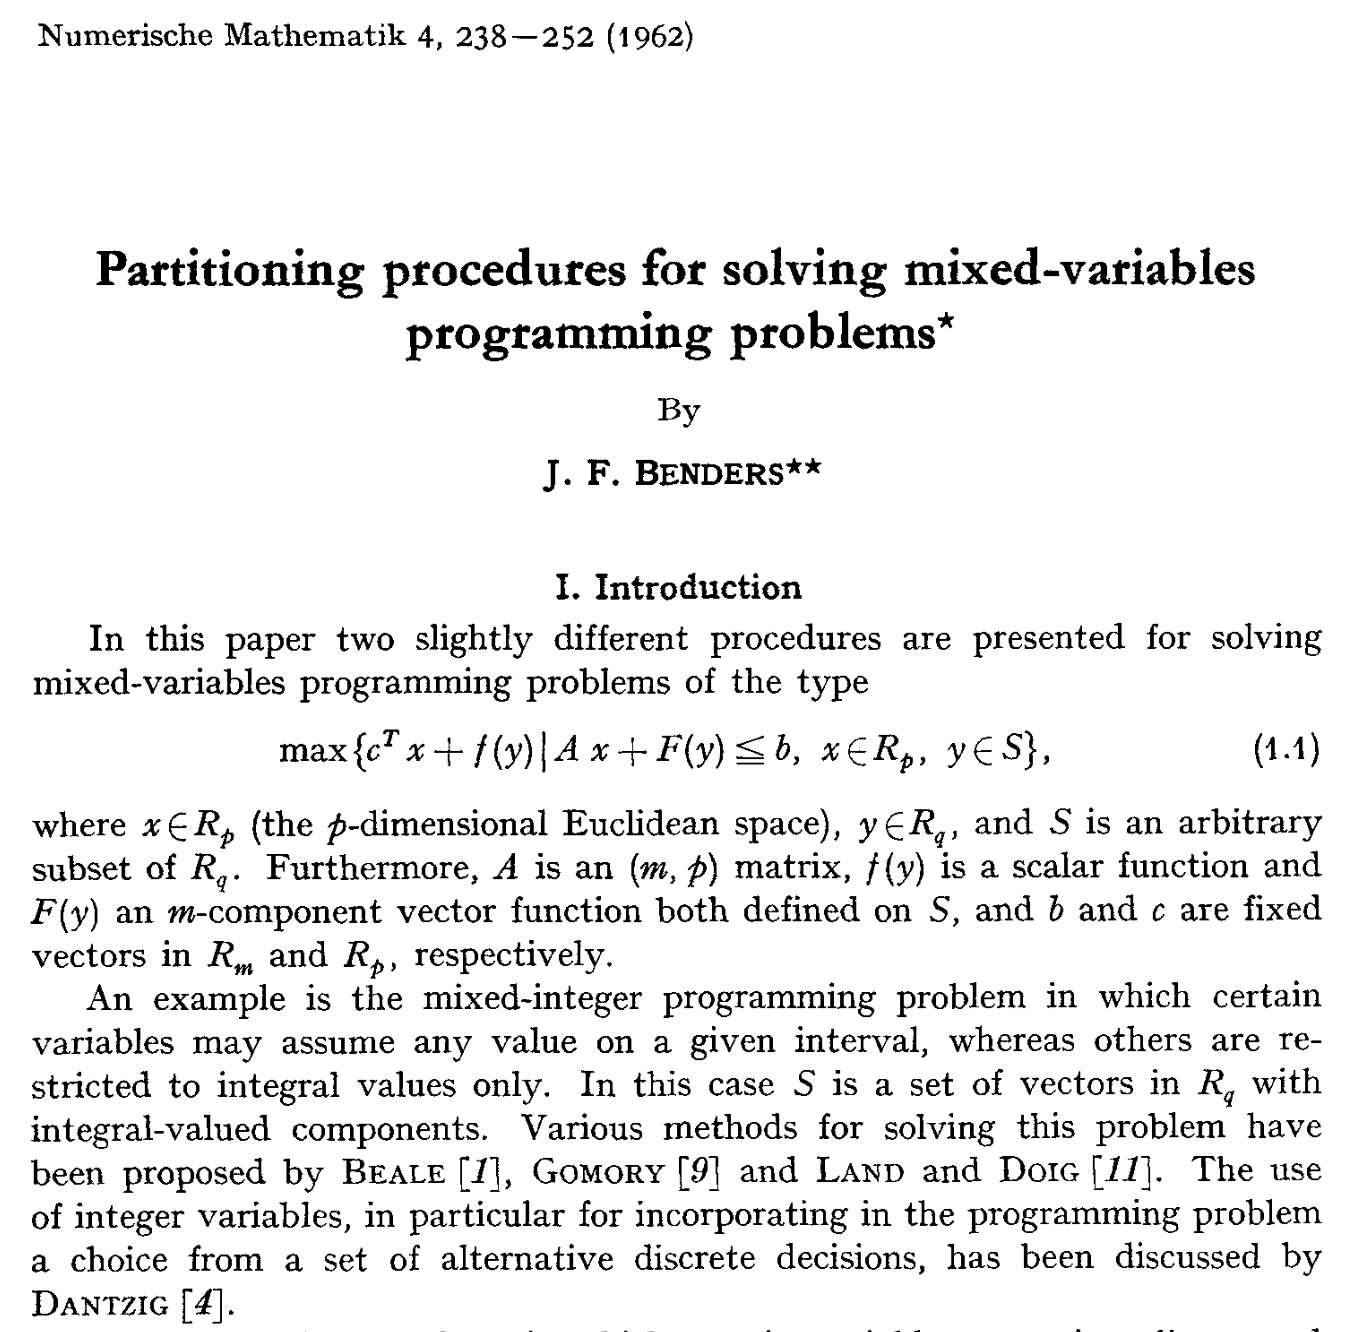 Numerische Mathematik 4, 238—252 (1962)
Partitioning procedures for solving mixed-variables
programming problems*
By
J. F. BENDERS**
I. Introduction
In this paper two slightly different procedures are presented for solving
mixed-variables programming problems of the type
max{c^T x + f(y) | A x + F(y) ≦ b, x ∈ R_p, y ∈ S}, (1.1)
where x ∈ R_p (the p-dimensional Euclidean space), y ∈ R_q, and S is an arbitrary
subset of R_q. Furthermore, A is an (m, p) matrix, f(y) is a scalar function and
F(y) an m-component vector function both defined on S, and b and c are fixed
vectors in R_m and R_p, respectively.
An example is the mixed-integer programming problem in which certain
variables may assume any value on a given interval, whereas others are re-
stricted to integral values only. In this case S is a set of vectors in R_q with
integral-valued components. Various methods for solving this problem have
been proposed by BEALE [1], GOMORY [9] and LAND and DOIG [11]. The use
of integer variables, in particular for incorporating in the programming problem
a choice from a set of alternative discrete decisions, has been discussed by
DANTZIG [4].